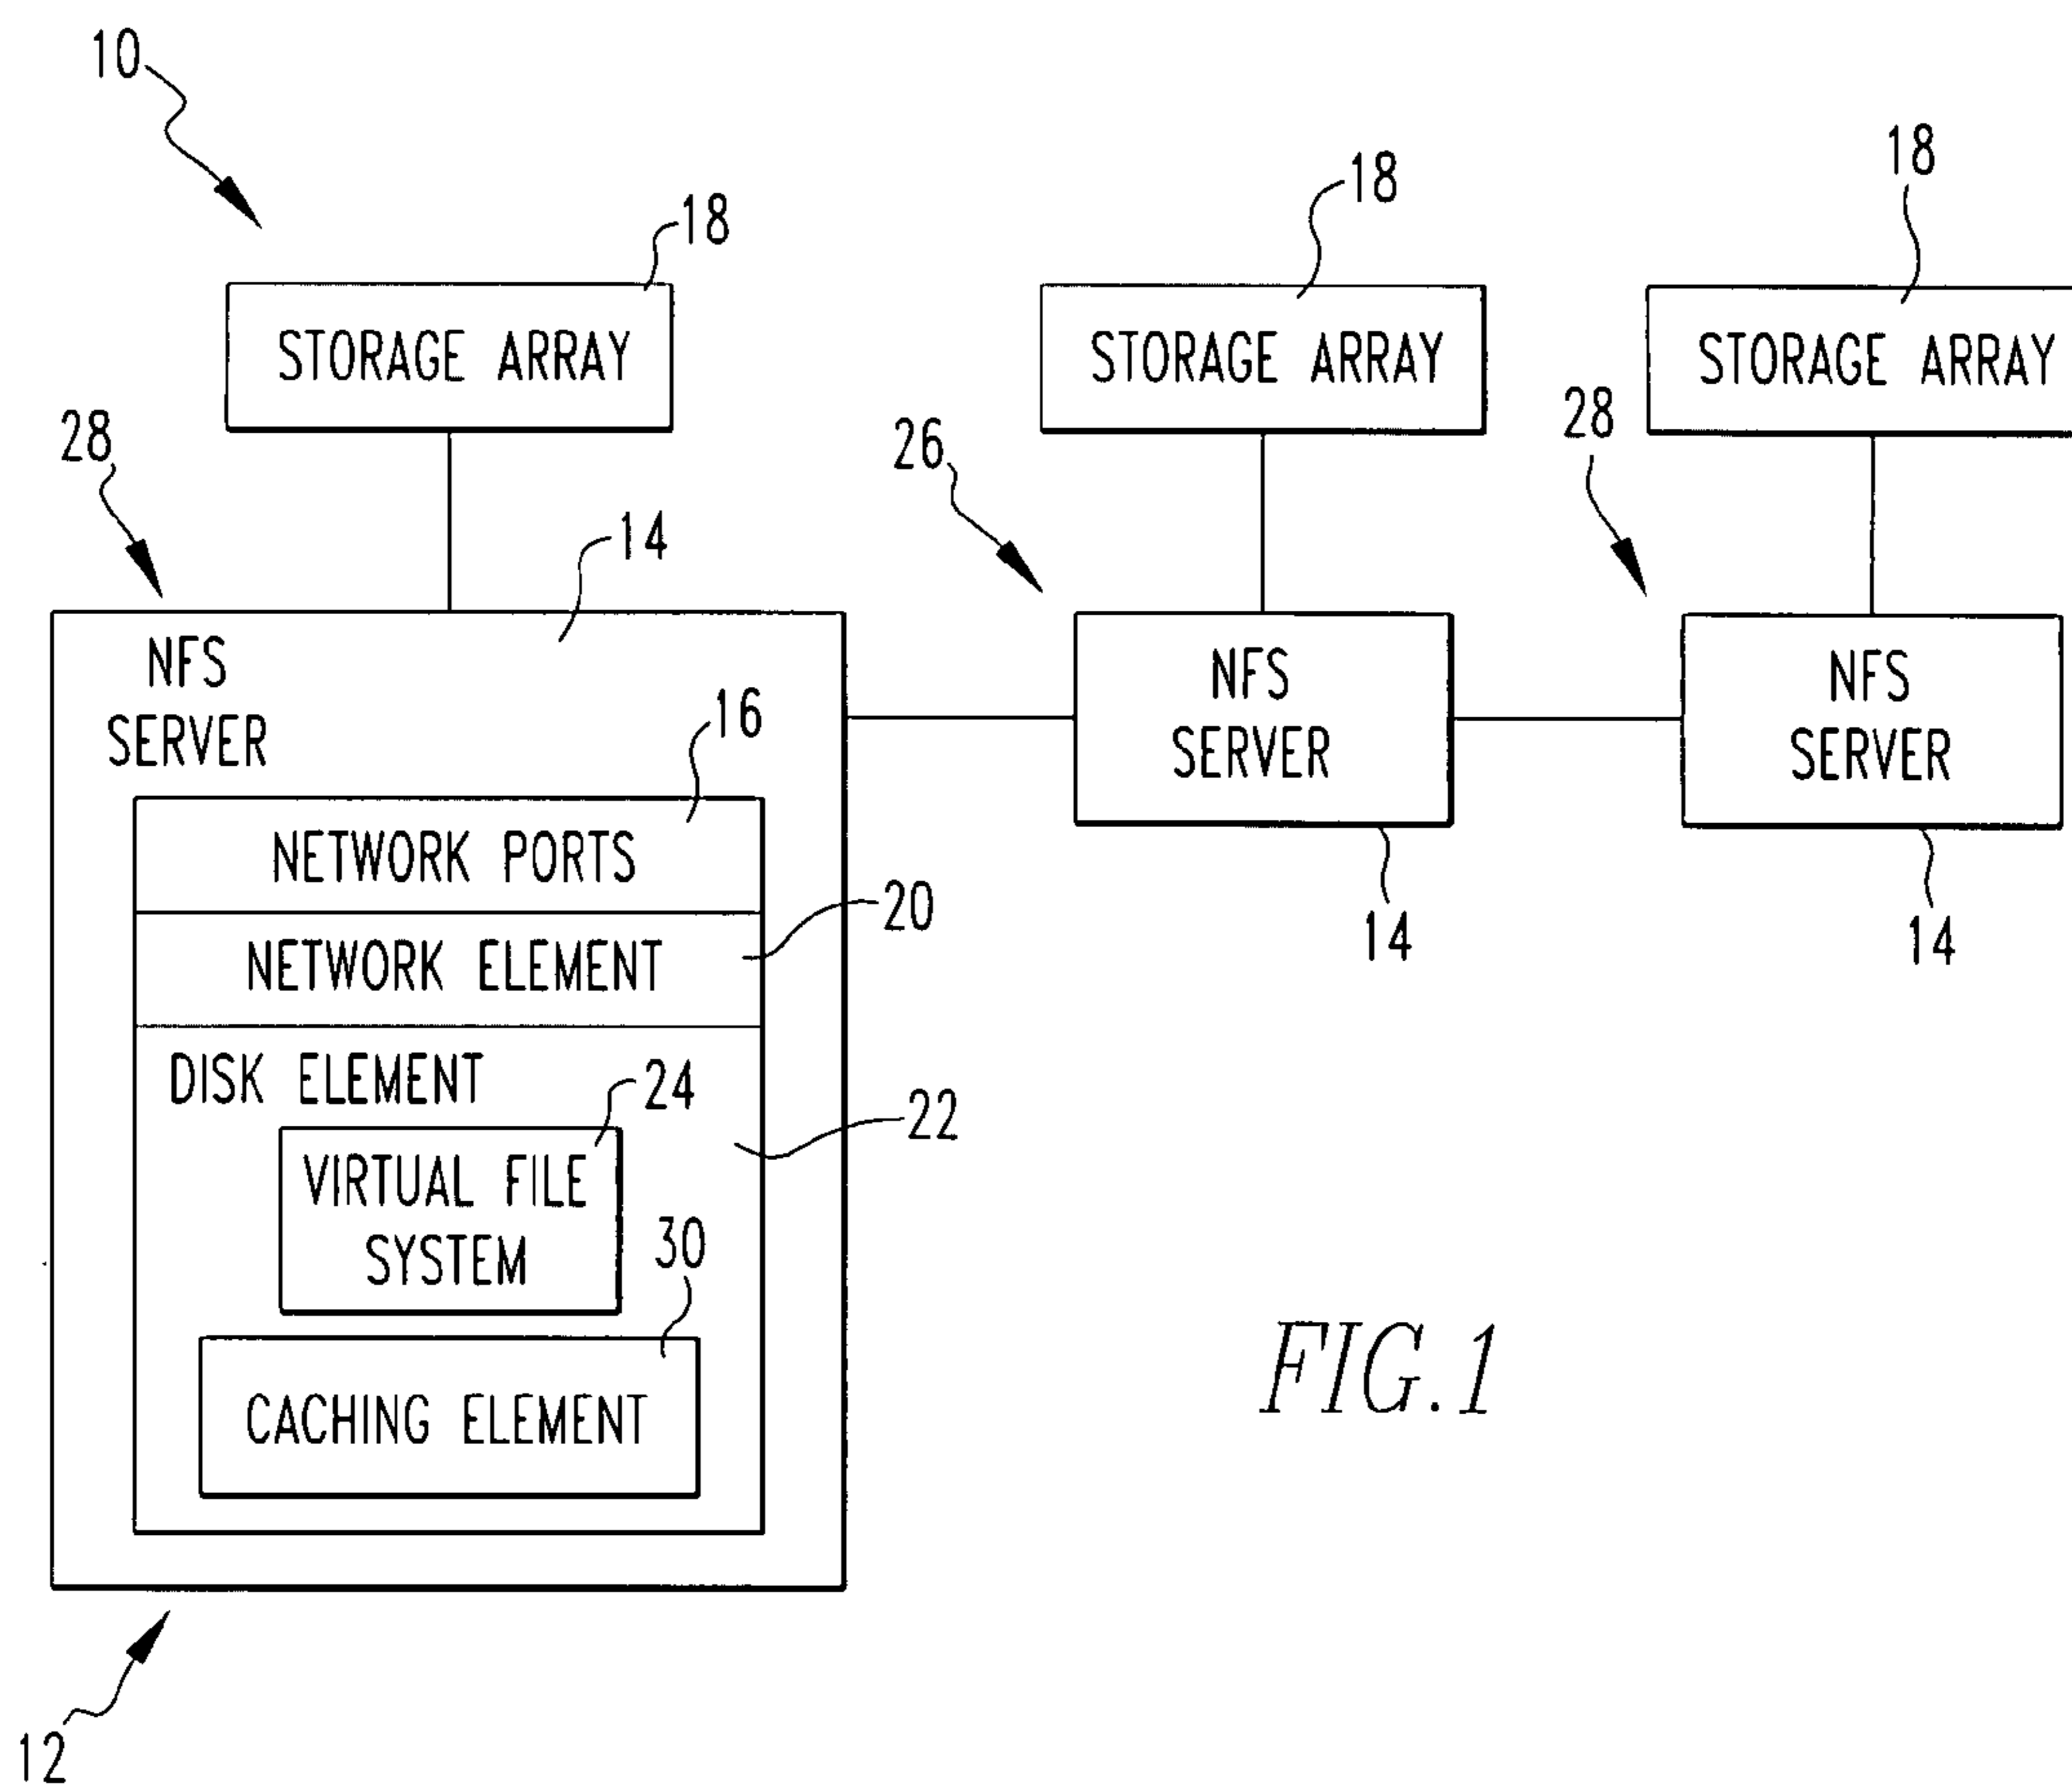 10
18
18
18
STORAGE ARRAY
STORAGE ARRAY
STORAGE ARRAY
28
26
28
14
NFS
SERVER
NFS
SERVER
NFS
SERVER
16
NETWORK PORTS
20
14
14
NETWORK ELEMENT
DISK ELEMENT
24
22
VIRTUAL FILE
SYSTEM
30
CACHING ELEMENT
FIG.1
12